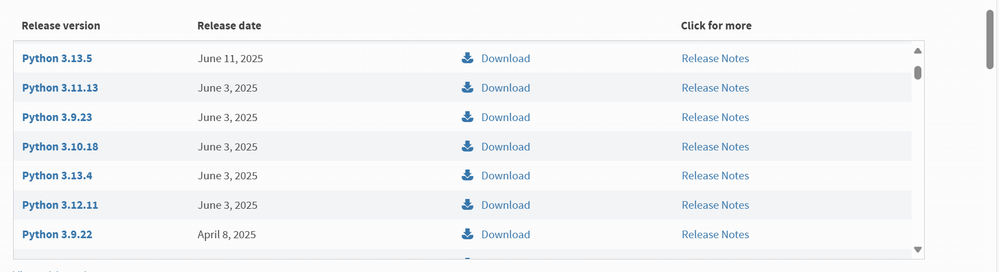 Release version Release date Click for more
Python 3.13.5 June 11, 2025 Download Release Notes
Python 3.11.13 June 3, 2025 Download Release Notes
Python 3.9.23 June 3, 2025 Download Release Notes
Python 3.10.18 June 3, 2025 Download Release Notes
Python 3.13.4 June 3, 2025 Download Release Notes
Python 3.12.11 June 3, 2025 Download Release Notes
Python 3.9.22 April 8, 2025 Download Release Notes